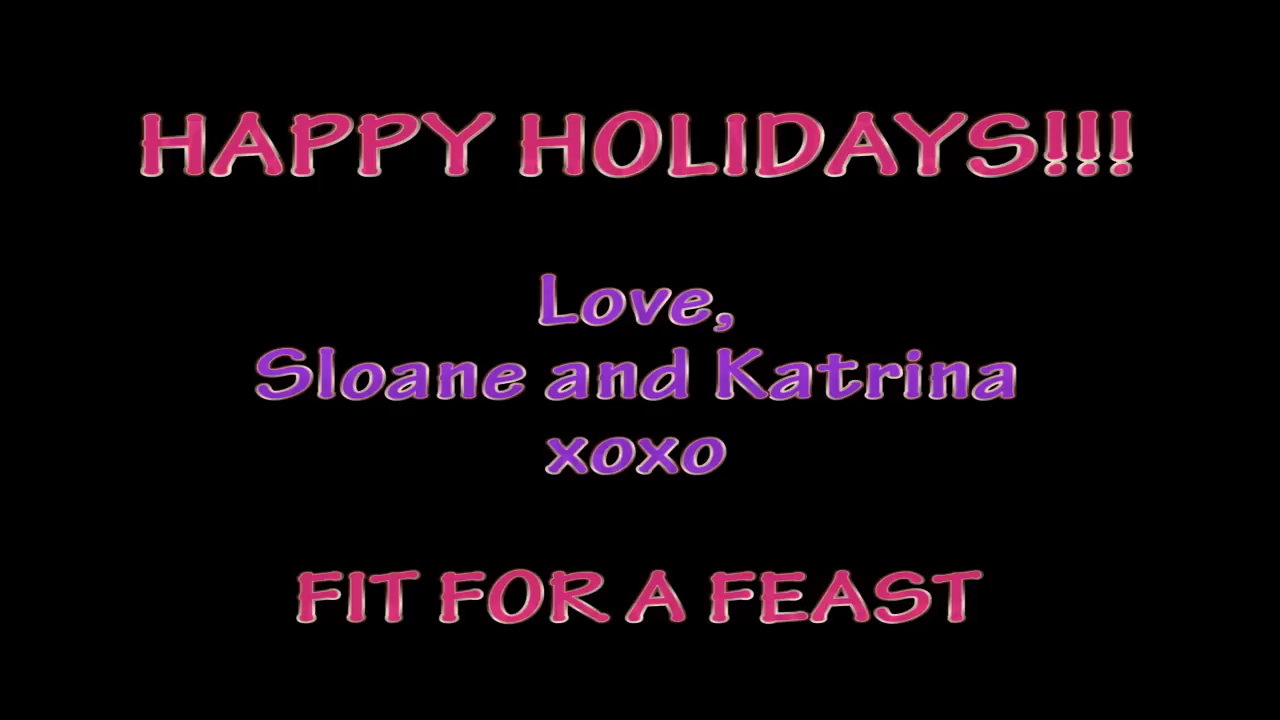 HAPPY HOLIDAYS!!!
Love,
Sloane and Katrina
xoxo
FIT FOR A FEAST